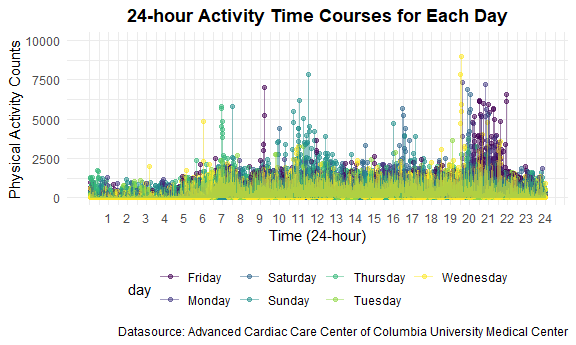 24-hour Activity Time Courses for Each Day
Physical Activity Counts
10000
7500
5000
2500
0
1 2 3 4 5 6 7 8 9 10 11 12 13 14 15 16 17 18 19 20 21 22 24
Time (24-hour)
day
Friday Saturday Thursday Wednesday
Monday Sunday Tuesday
Datasource: Advanced Cardiac Care Center of Columbia University Medical Center